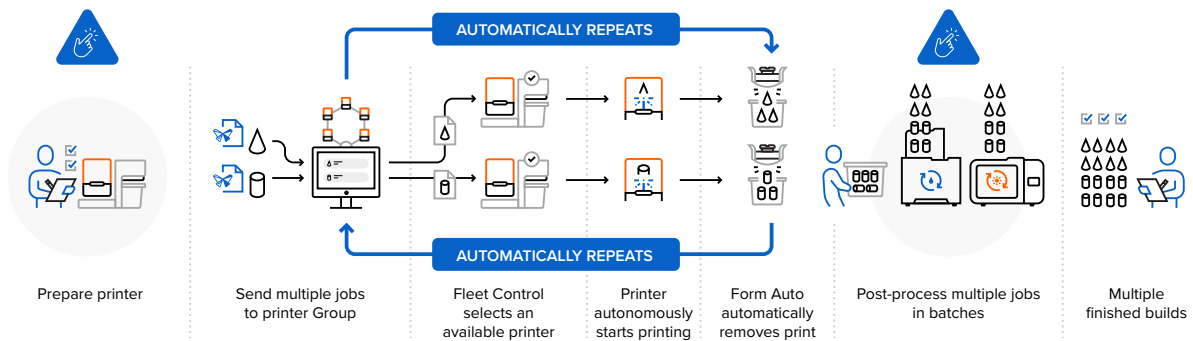 AUTOMATICALLY REPEATS
AUTOMATICALLY REPEATS
Prepare printer
Send multiple jobs
to printer Group
Fleet Control
selects an
available printer
Printer
autonomously
starts printing
Form Auto
automatically
removes print
Post-process multiple jobs
in batches
Multiple
finished builds